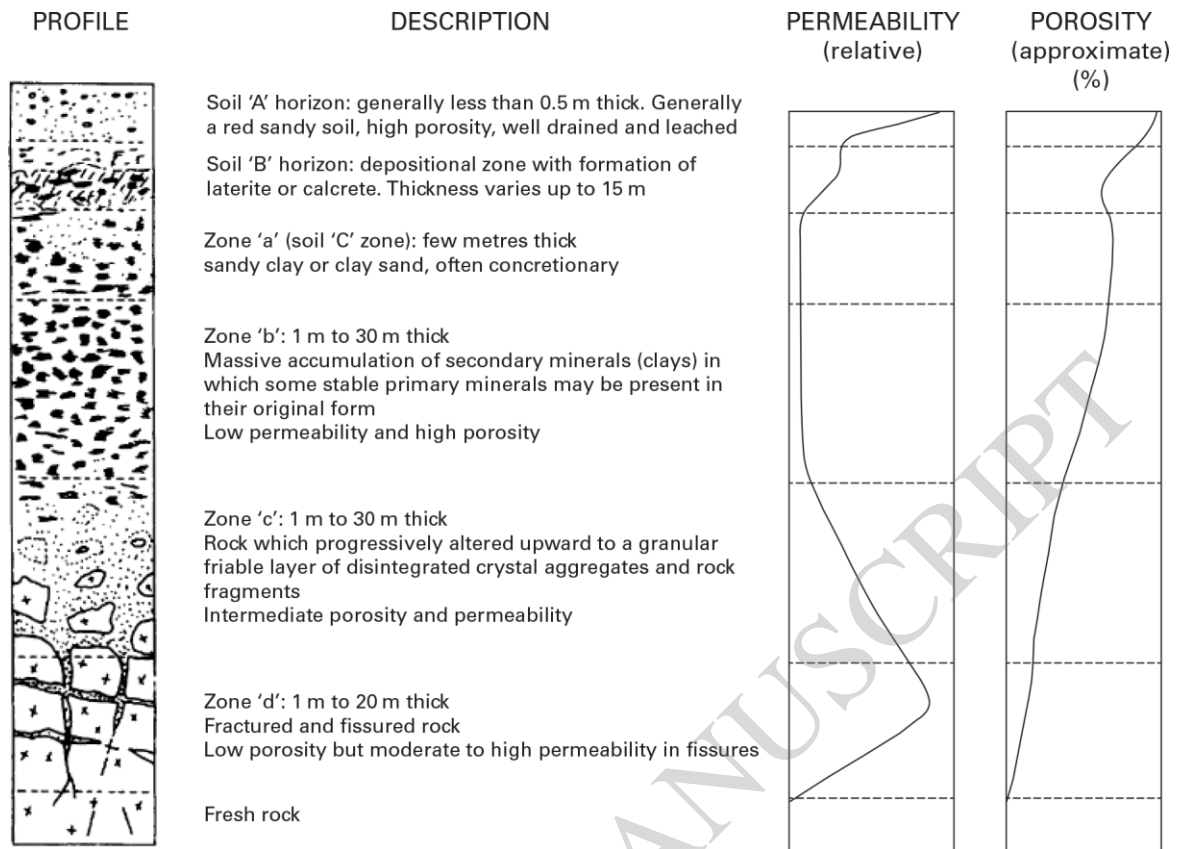 PROFILE
DESCRIPTION
PERMEABILITY
(relative)
POROSITY
(approximate)
(%)
Soil 'A' horizon: generally less than 0.5 m thick. Generally
a red sandy soil, high porosity, well drained and leached
Soil 'B' horizon: depositional zone with formation of
laterite or calcrete. Thickness varies up to 15 m
Zone 'a' (soil 'C' zone): few metres thick
sandy clay or clay sand, often concretionary
Zone 'b': 1 m to 30 m thick
Massive accumulation of secondary minerals (clays) in
which some stable primary minerals may be present in
their original form
Low permeability and high porosity
Zone 'c': 1 m to 30 m thick
Rock which progressively altered upward to a granular
friable layer of disintegrated crystal aggregates and rock
fragments
Intermediate porosity and permeability
Zone 'd': 1 m to 20 m thick
Fractured and fissured rock
Low porosity but moderate to high permeability in fissures
Fresh rock
ANUSCRIPT